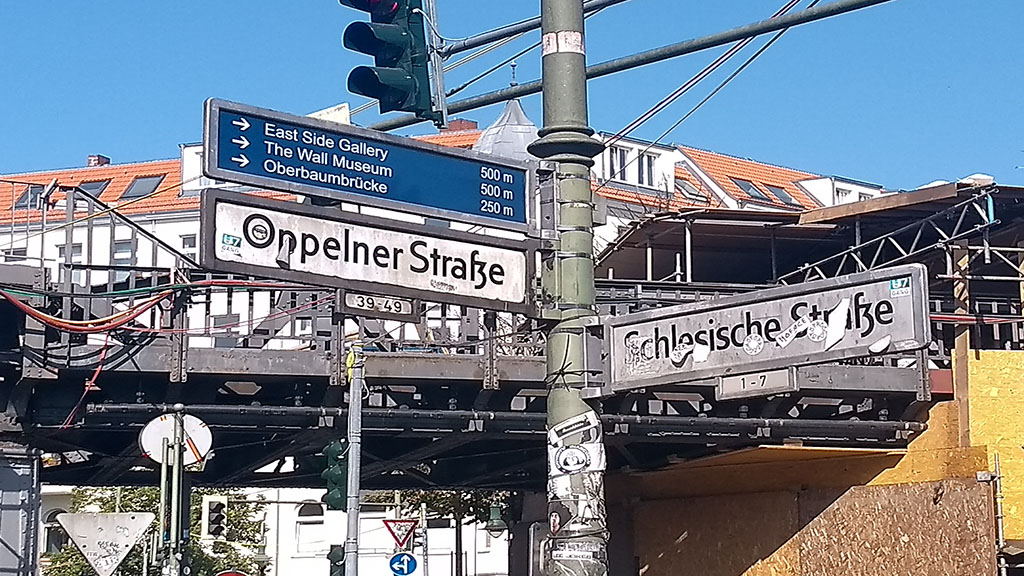 East Side Gallery 500 m
The Wall Museum 500 m
Oberbaumbrücke 250 m
Oppelner Straße
39-49
Schlesische Straße
1-7